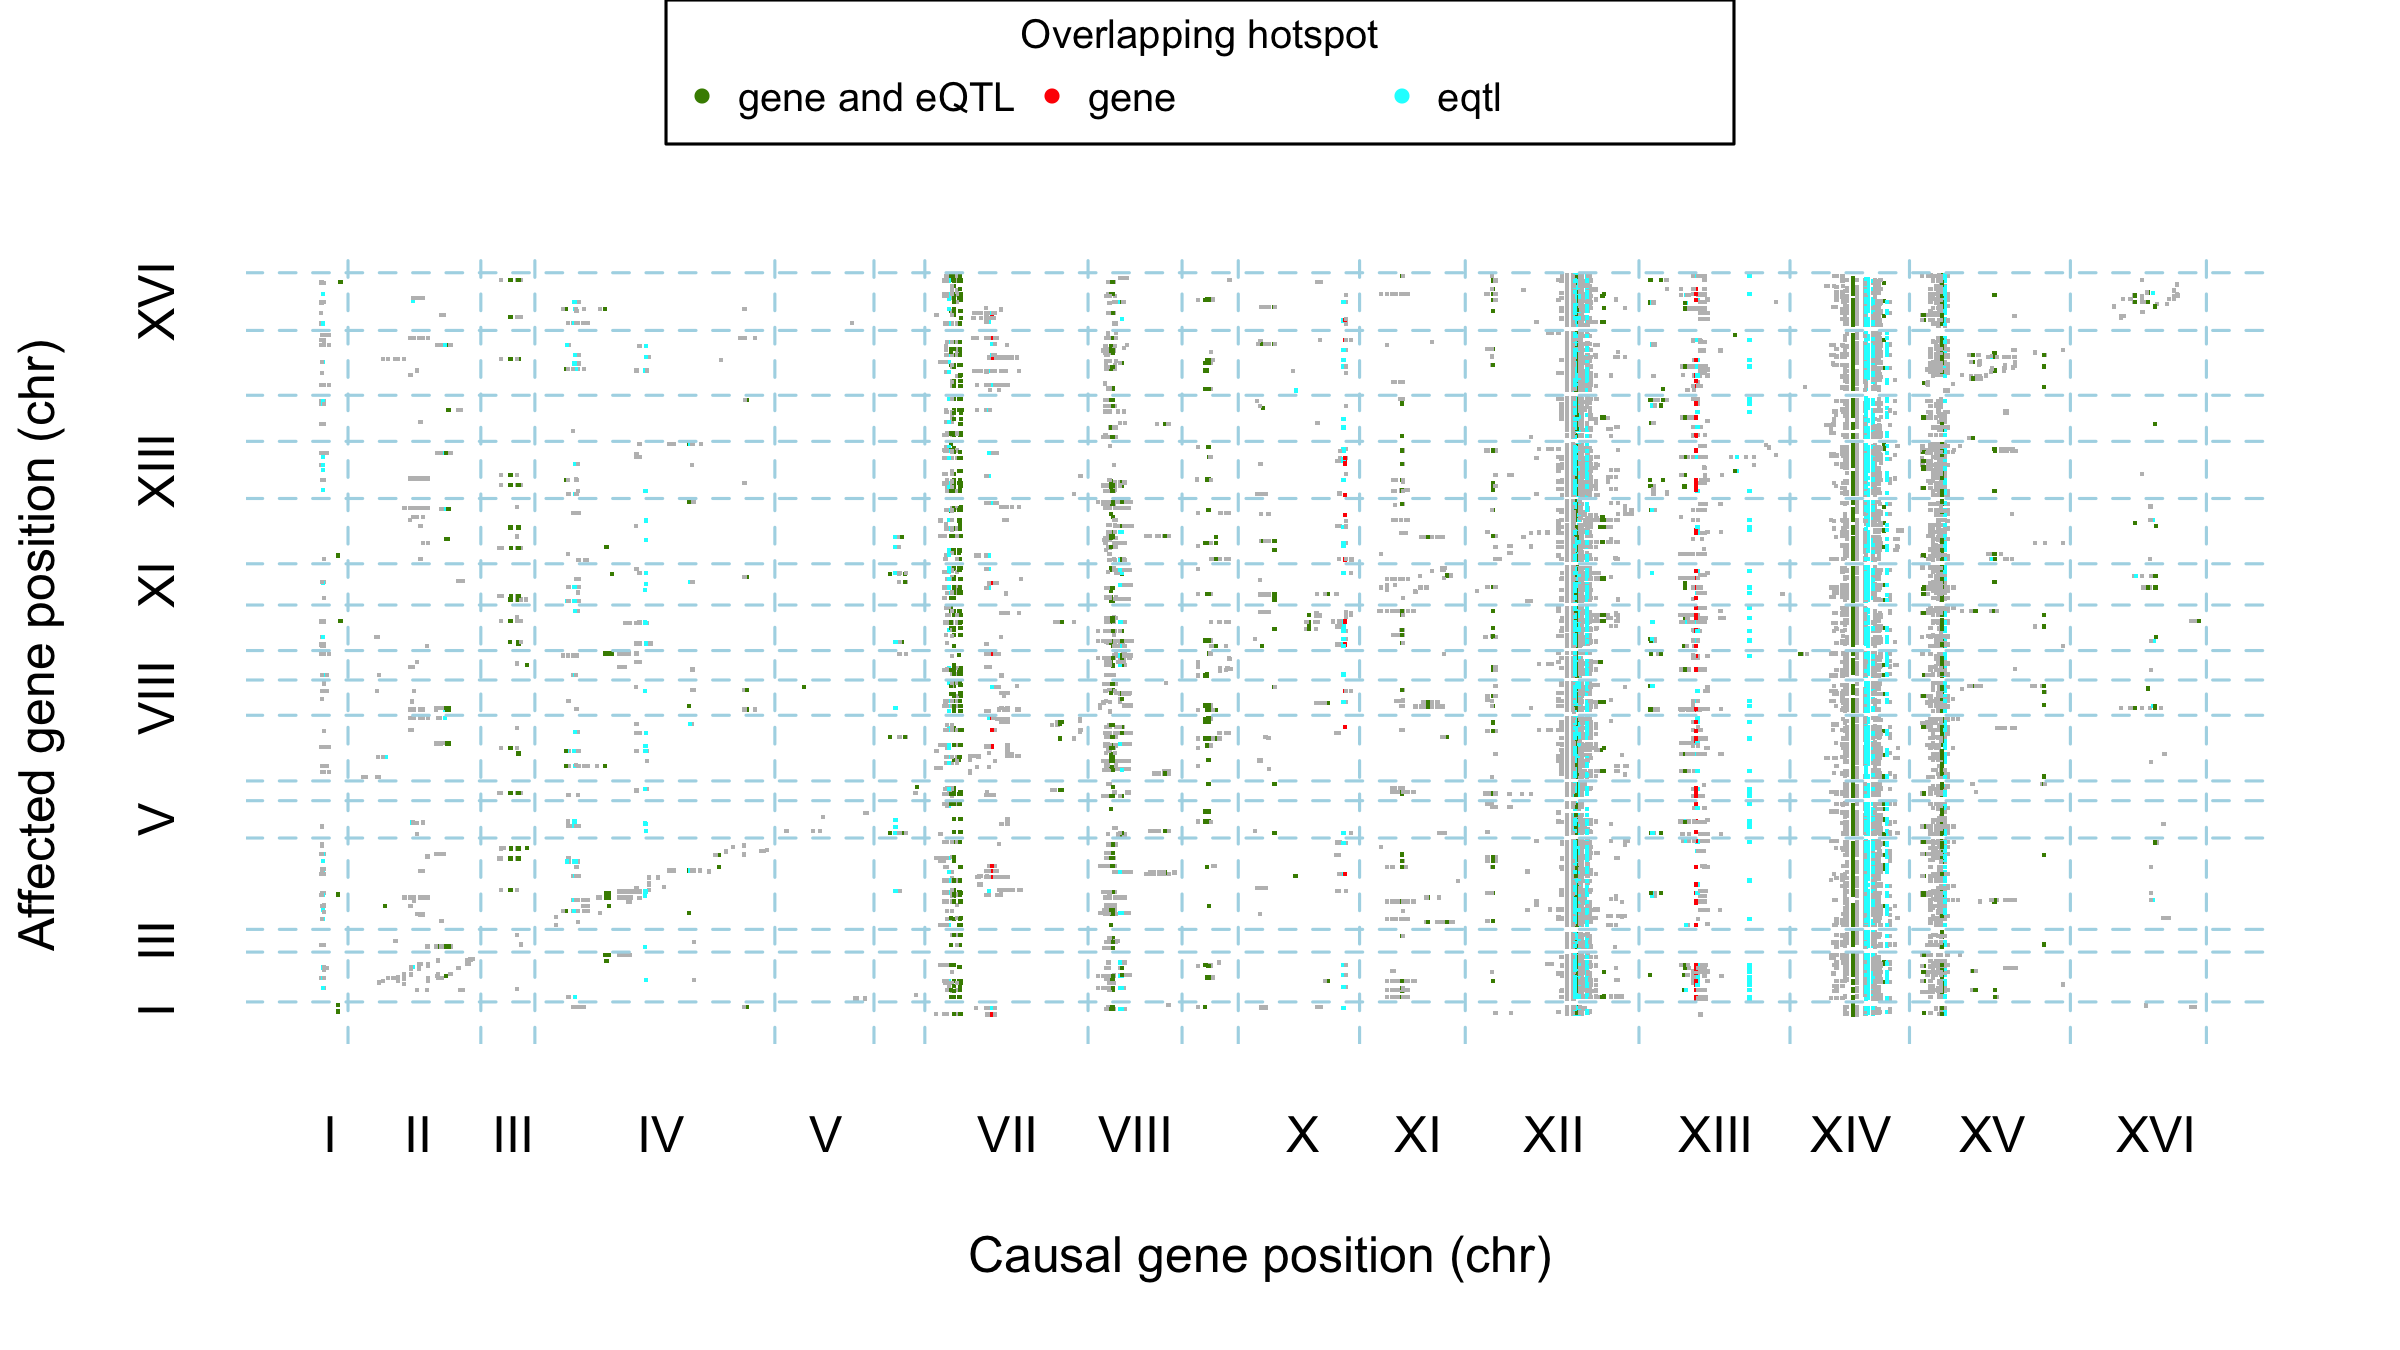 Overlapping hotspot
gene and eQTL gene eqtl
Affected gene position (chr)
XVI
XIII
XI
VIII
V
III
I
I II III IV V VII VIII X XI XII XIII XIV XV XVI
Causal gene position (chr)